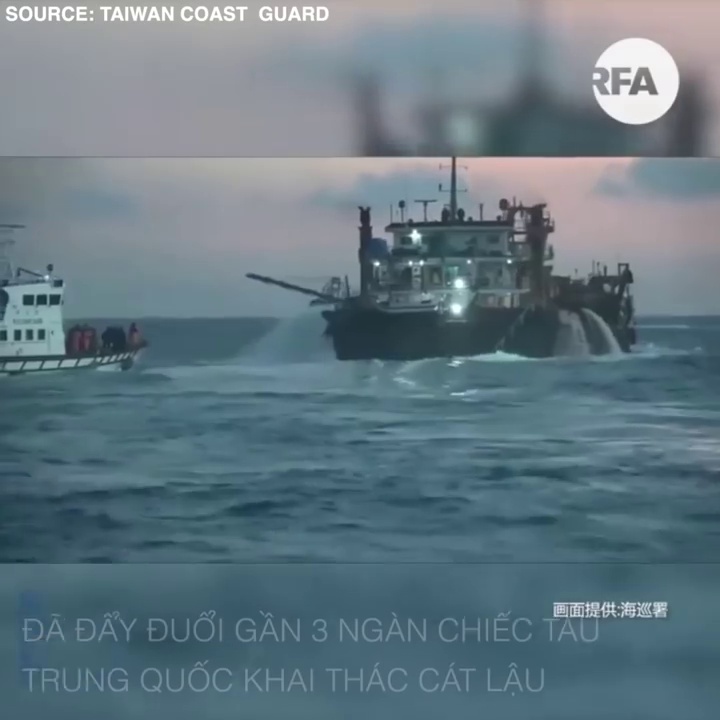 SOURCE: TAIWAN COAST GUARD
RFA
画面提供:海巡署
ĐÃ ĐẨY ĐUỔI GẦN 3 NGÀN CHIẾC TÀU
TRUNG QUỐC KHAI THÁC CÁT LẬU